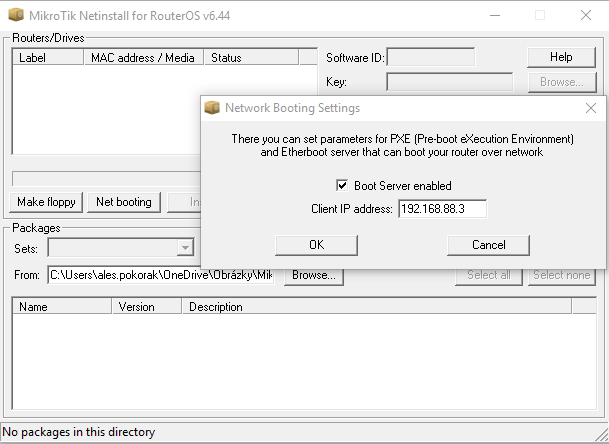 MikroTik Netinstall for RouterOS v6.44
Routers/Drives
Label MAC address / Media Status
Software ID:
Help
Key:
Browse...
Network Booting Settings
There you can set parameters for PXE (Pre-boot eXecution Environment)
and Etherboot server that can boot your router over network
Boot Server enabled
Client IP address: 192.168.88.3
OK Cancel
Make floppy Net booting In
Packages
Sets:
From: C:\Users\ales.pokorak\OneDrive\Obrázky\Mik Browse... Select all Select none
Name Version Description
No packages in this directory